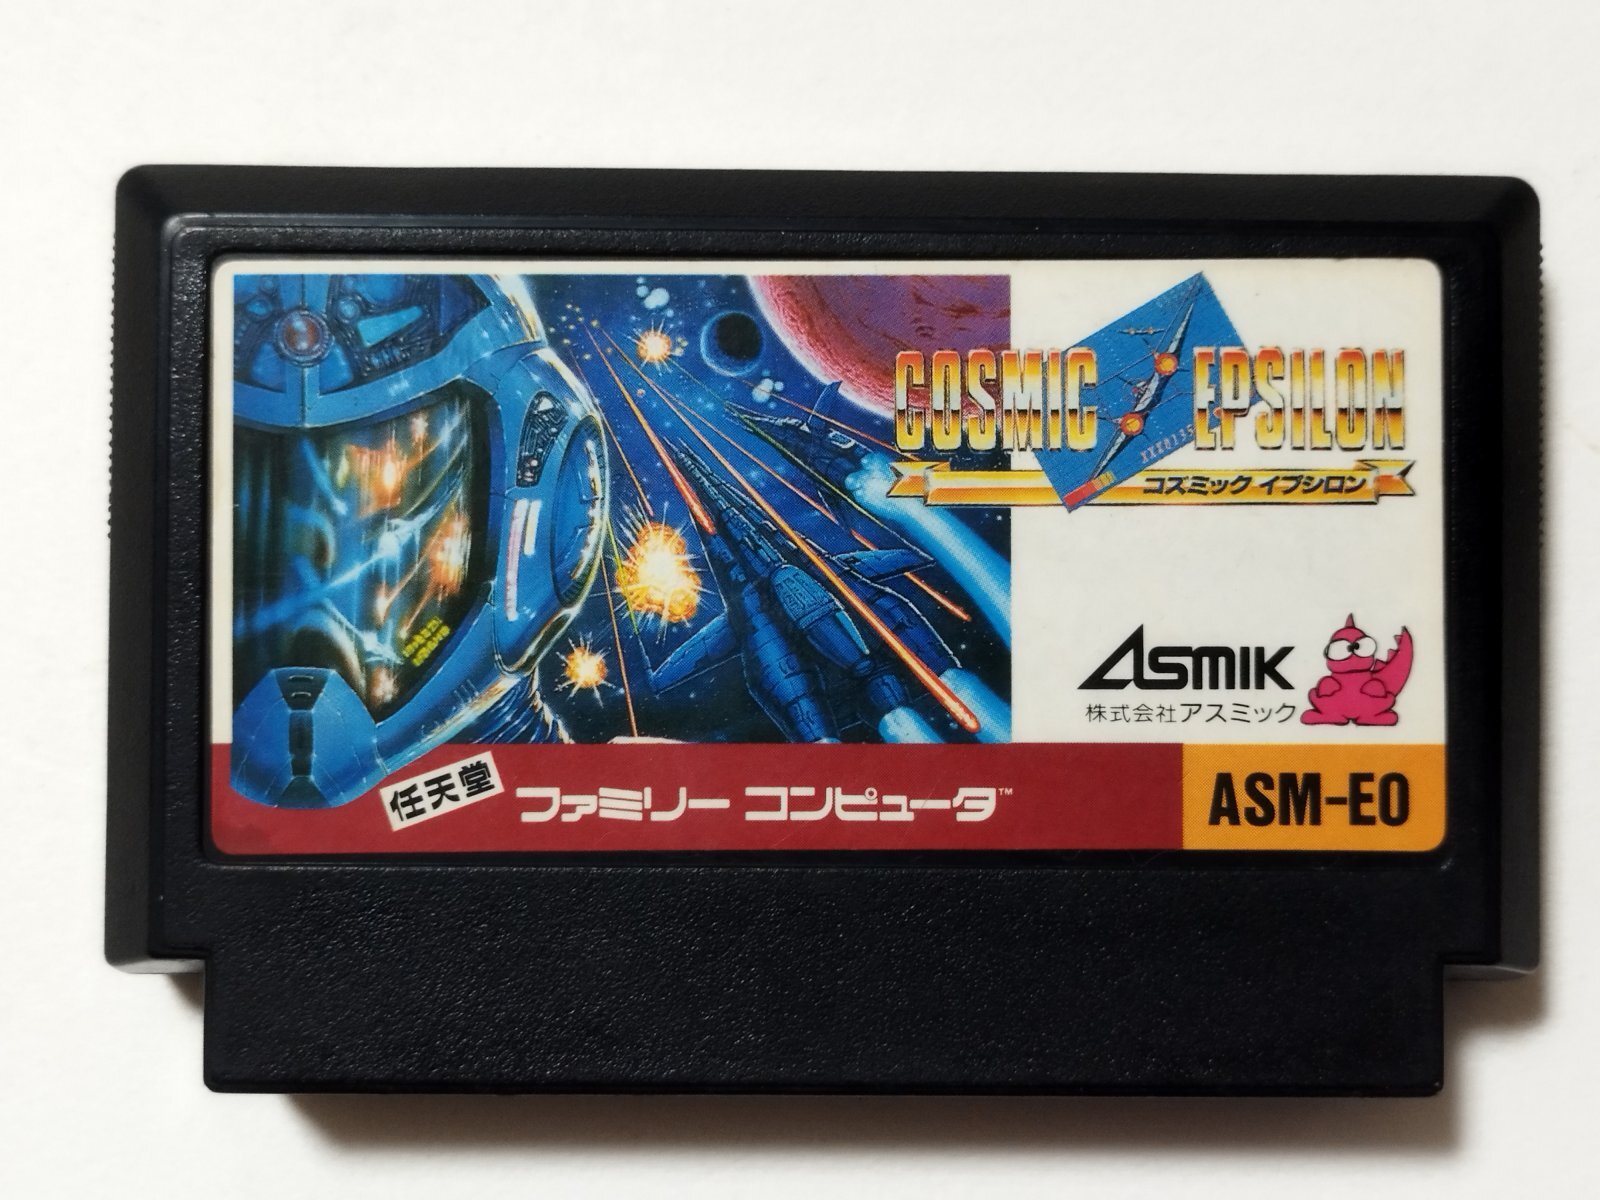 COSMIC EPSILON
コズミック イプシロン
XXX0135
ASMIK
株式会社アスミック
任天堂 ファミリー コンピュータ™
ASM-EO